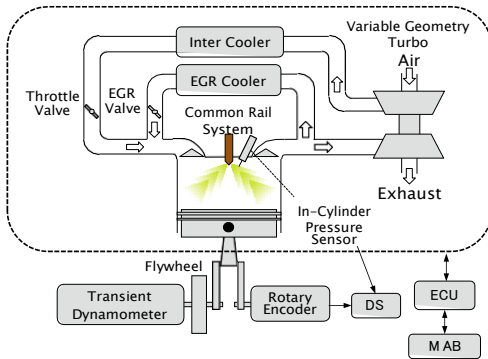 Variable Geometry
Turbo
Air
Inter Cooler
EGR Cooler
Throttle
Valve
EGR
Valve
Common Rail
System
Exhaust
In-Cylinder
Pressure
Sensor
Flywheel
Transient
Dynamometer
Rotary
Encoder
DS
ECU
MAB